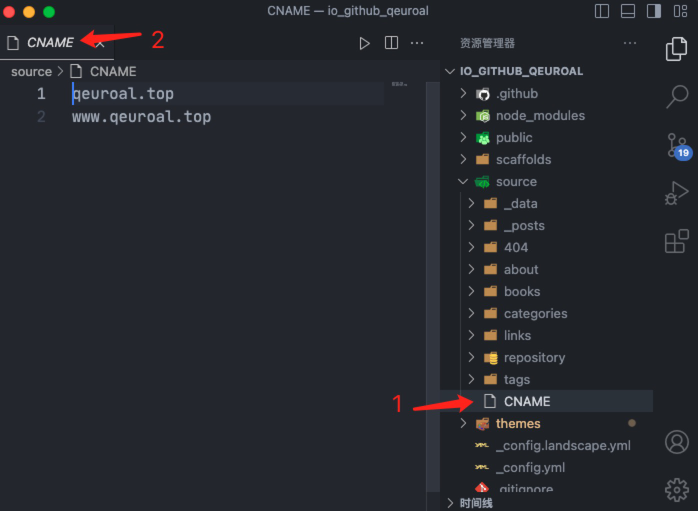 CNAME — io_github_qeuroal
CNAME
2
source > CNAME
1 qeuroal.top
2 www.qeuroal.top
资源管理器
IO_GITHUB_QEUROAL
.github
node_modules
public
scaffolds
source
_data
_posts
404
about
books
categories
links
repository
tags
1
CNAME
themes
_config.landscape.yml
_config.yml
.gitignore
时间线
19